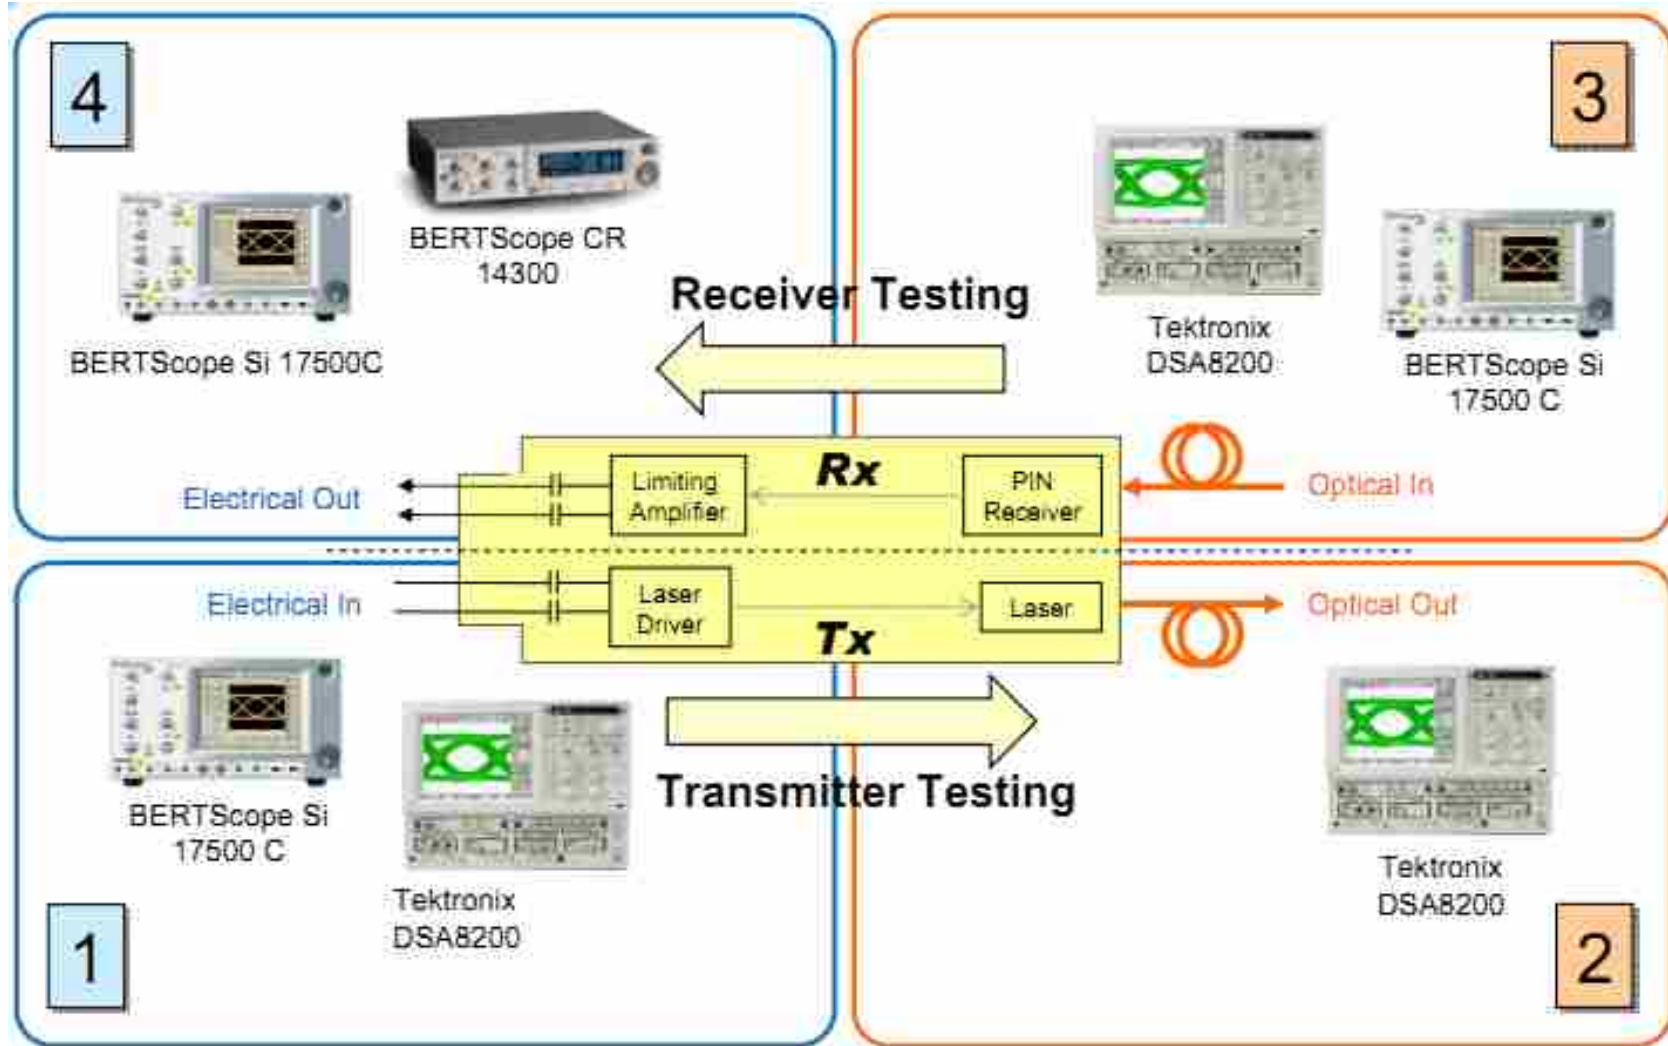 4
3
BERTScope CR
14300
BERTScope Si 17500C
Receiver Testing
Tektronix
DSA8200
BERTScope Si
17500 C
Electrical Out
Limiting
Amplifier
Rx
PIN
Receiver
Optical In
Electrical In
Laser
Driver
Tx
Laser
Optical Out
BERTScope Si
17500 C
Transmitter Testing
Tektronix
DSA8200
Tektronix
DSA8200
1
2